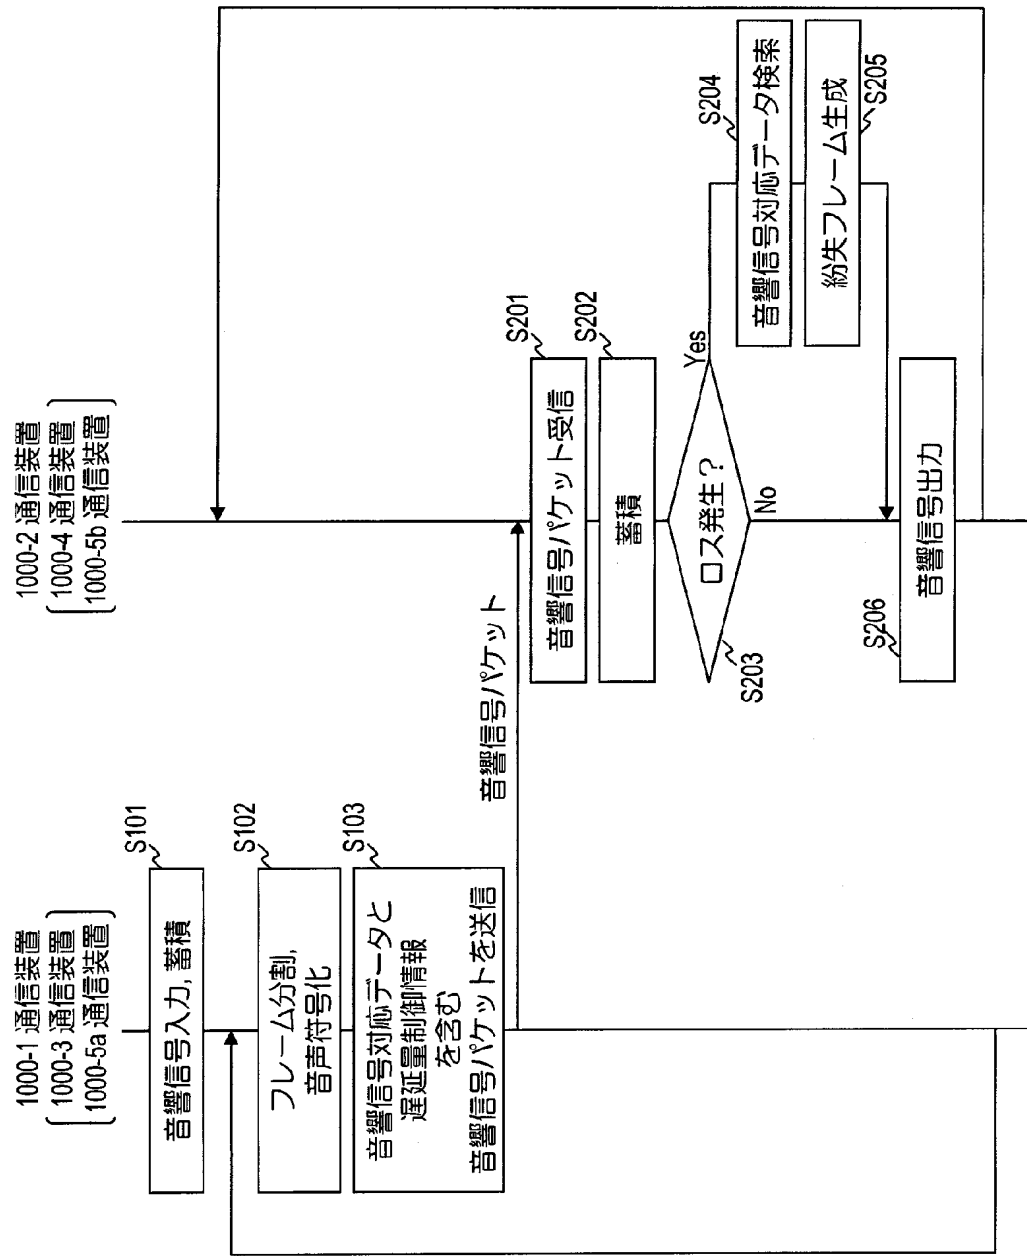 1000-1 通信装置
1000-3 通信装置
1000-5a 通信装置
S101
音響信号入力, 蓄積
S102
フレーム分割,
音声符号化
S103
音響信号対応データと
遅延量制御情報
を含む
音響信号パケットを送信
音響信号パケット
1000-2 通信装置
1000-4 通信装置
1000-5b 通信装置
S201
音響信号パケット受信
S202
蓄積
ロス発生？
S203
Yes
No
S204
音響信号対応データ検索
紛失フレーム生成
S205
S206
音響信号出力